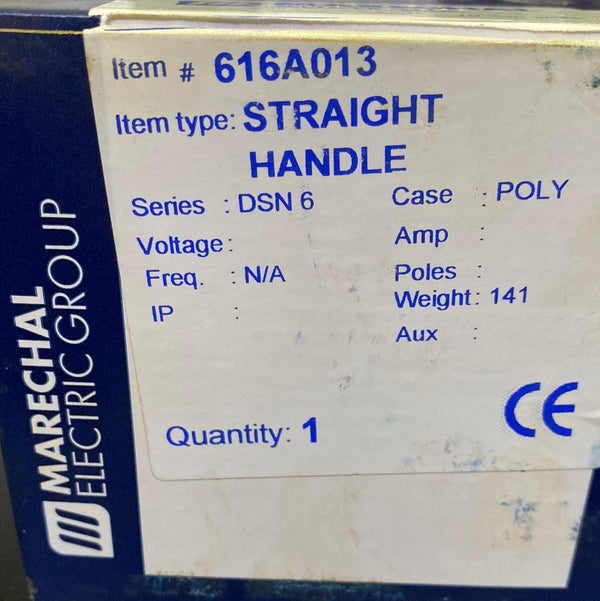 Item # 616A013
Item type: STRAIGHT
HANDLE
Series : DSN 6
Case : POLY
Voltage :
Amp :
Freq. : N/A
Poles :
IP :
Weight : 141
Aux :
Quantity: 1
CE
MARECHAL
ELECTRIC GROUP